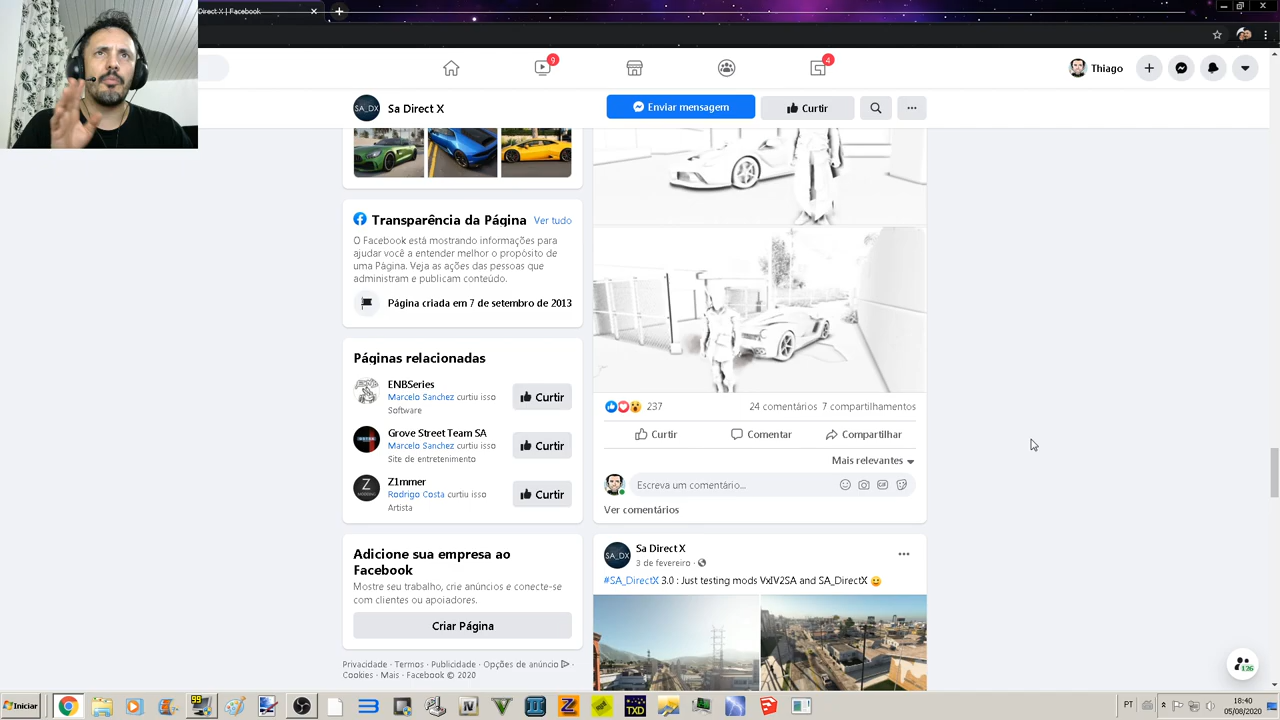 Direct X | Facebook
9
4
Thiago
SA_DX
Sa Direct X
Enviar mensagem
Curtir
Transparência da Página
Ver tudo
O Facebook está mostrando informações para
ajudar você a entender melhor o propósito de
uma Página. Veja as ações das pessoas que
administram e publicam conteúdo.
Página criada em 7 de setembro de 2013
Páginas relacionadas
ENBSeries
Marcelo Sanchez curtiu isso
Software
Curtir
Grove Street Team SA
Marcelo Sanchez curtiu isso
Site de entretenimento
Curtir
Z
Z1mmer
Rodrigo Costa curtiu isso
Artista
Curtir
Adicione sua empresa ao
Facebook
Mostre seu trabalho, crie anúncios e conecte-se
com clientes ou apoiadores.
Criar Página
Privacidade · Termos · Publicidade · Opções de anúncio ·
Cookies · Mais · Facebook © 2020
237
24 comentários 7 compartilhamentos
Curtir
Comentar
Compartilhar
Mais relevantes
Escreva um comentário...
GIF
Ver comentários
SA_DX
Sa Direct X
3 de fevereiro ·
#SA_DirectX 3.0 : Just testing mods VxIV2SA and SA_DirectX 🙂
126
Iniciar
99
TXD
PT
18:40
05/08/2020